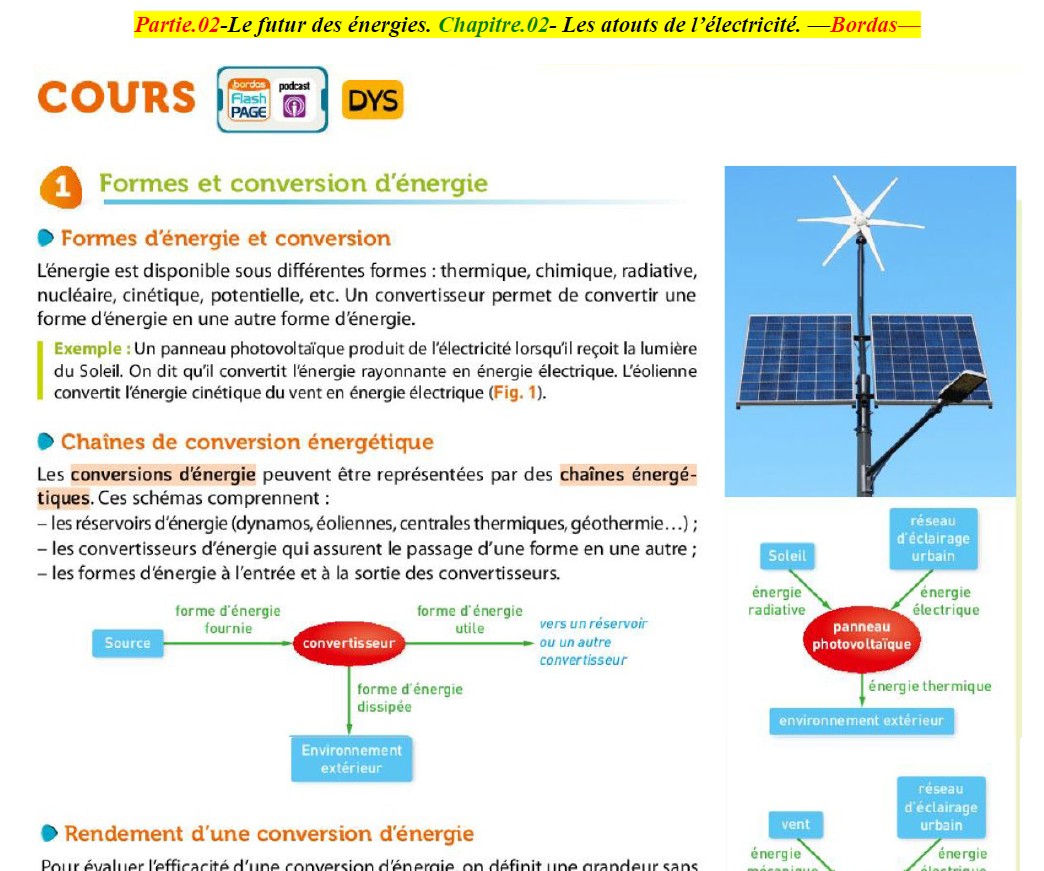 Partie.02-Le futur des énergies. Chapitre.02- Les atouts de l’électricité. —Bordas—
COURS
bordas
Flash
PAGE
podcast
DYS
1 Formes et conversion d’énergie
Formes d’énergie et conversion
L’énergie est disponible sous différentes formes : thermique, chimique, radiative,
nucléaire, cinétique, potentielle, etc. Un convertisseur permet de convertir une
forme d’énergie en une autre forme d’énergie.
Exemple : Un panneau photovoltaïque produit de l’électricité lorsqu’il reçoit la lumière
du Soleil. On dit qu’il convertit l’énergie rayonnante en énergie électrique. L’éolienne
convertit l’énergie cinétique du vent en énergie électrique (Fig. 1).
Chaînes de conversion énergétique
Les conversions d’énergie peuvent être représentées par des chaînes énergé-
tiques. Ces schémas comprennent :
– les réservoirs d’énergie (dynamos, éoliennes, centrales thermiques, géothermie…) ;
– les convertisseurs d’énergie qui assurent le passage d’une forme en une autre ;
– les formes d’énergie à l’entrée et à la sortie des convertisseurs.
Source
forme d’énergie
fournie
convertisseur
forme d’énergie
utile
vers un réservoir
ou un autre
convertisseur
forme d’énergie
dissipée
Environnement
extérieur
Rendement d’une conversion d’énergie
Pour évaluer l’efficacité d’une conversion d’énergie, on définit une grandeur sans
Soleil
réseau
d’éclairage
urbain
énergie
radiative
énergie
électrique
panneau
photovoltaïque
énergie thermique
environnement extérieur
vent
réseau
d’éclairage
urbain
énergie
mécanique
énergie
électrique